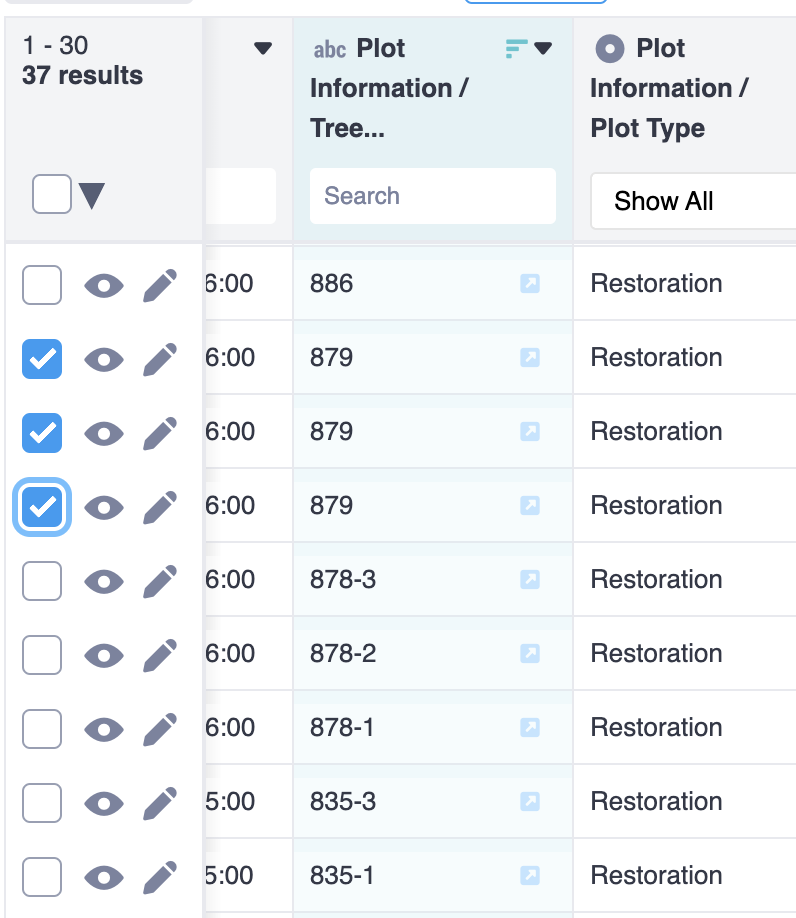 1 - 30
37 results
abc Plot
Information /
Tree...
Search
Plot
Information /
Plot Type
Show All
6:00 886 Restoration
6:00 879 Restoration
6:00 879 Restoration
6:00 879 Restoration
6:00 878-3 Restoration
6:00 878-2 Restoration
6:00 878-1 Restoration
5:00 835-3 Restoration
5:00 835-1 Restoration